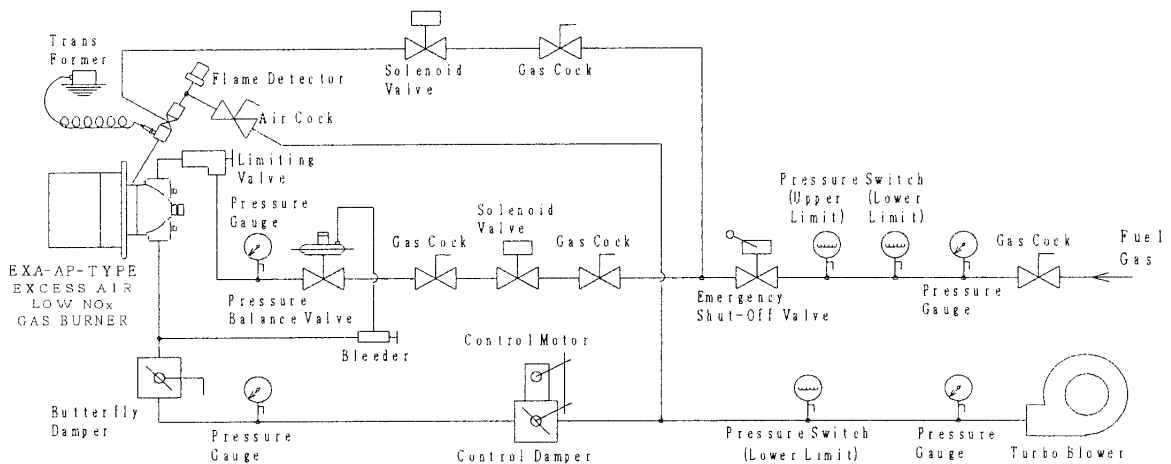 Trans
Former
Flame Detector
Solenoid
Valve
Gas Cock
Air Cock
Limiting
Valve
Pressure
Gauge
Solenoid
Valve
Gas Cock
Gas Cock
Pressure Switch
(Upper
Limit)
(Lower
Limit)
Gas Cock
Fuel
Gas
EXA-AP-TYPE
EXCESS AIR
LOW NOx
GAS BURNER
Pressure
Balance Valve
Emergency
Shut-Off Valve
Pressure
Gauge
Bleeder
Control Motor
Butterfly
Damper
Pressure
Gauge
Control Damper
Pressure Switch
(Lower Limit)
Pressure
Gauge
Turbo Blower